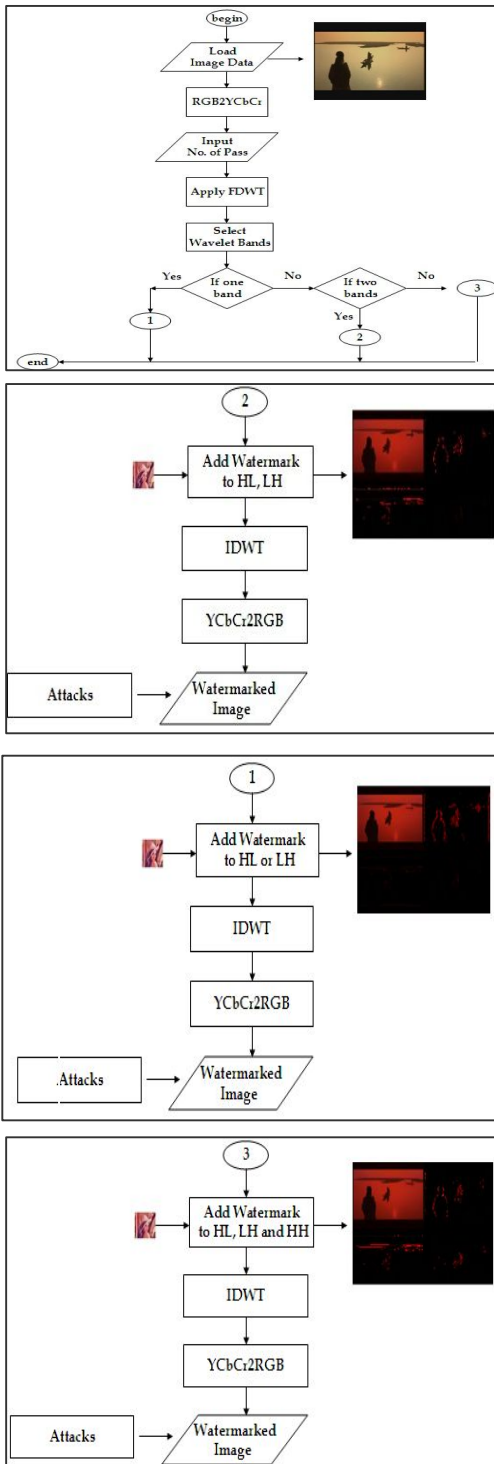 begin
Load
Image Data
RGB2YCbCr
Input
No. of Pass
Apply FDWT
Select
Wavelet Bands
Yes
If one
band
No
If two
bands
No
3
Yes
1
2
end
2
Add Watermark
to HL, LH
IDWT
YCbCr2RGB
Attacks
Watermarked
Image
1
Add Watermark
to HL or LH
IDWT
YCbCr2RGB
.Attacks
Watermarked
Image
3
Add Watermark
to HL, LH and HH
IDWT
YCbCr2RGB
Attacks
Watermarked
Image